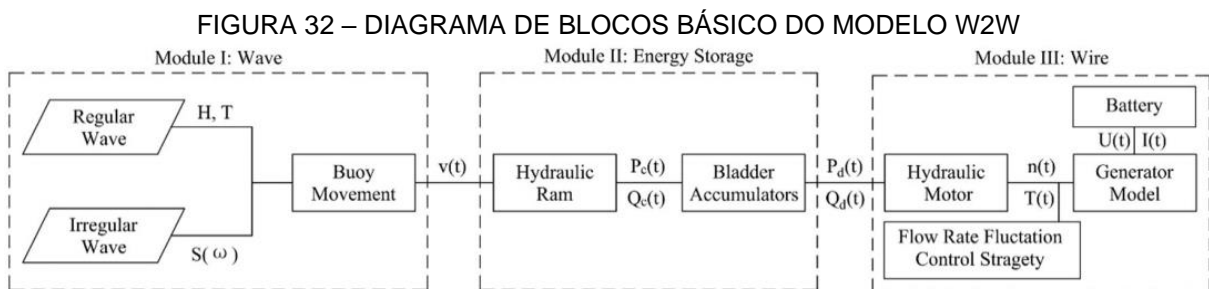 FIGURA 32 – DIAGRAMA DE BLOCOS BÁSICO DO MODELO W2W
Module I: Wave
Regular
Wave
H, T
Irregular
Wave
S(ω)
Buoy
Movement
v(t)
Module II: Energy Storage
Hydraulic
Ram
Pc(t)
Qc(t)
Bladder
Accumulators
Pd(t)
Qd(t)
Module III: Wire
Hydraulic
Motor
n(t)
T(t)
Battery
U(t) I(t)
Generator
Model
Flow Rate Fluctation
Control Stragety